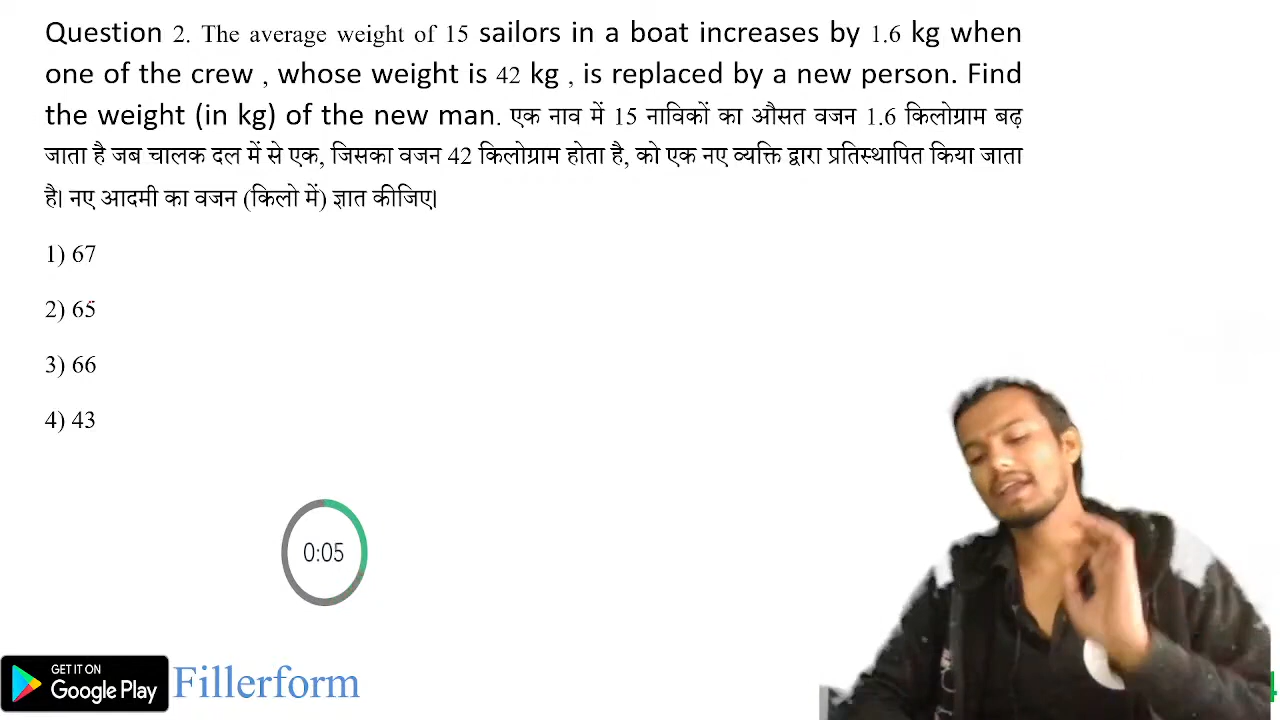 Question 2. The average weight of 15 sailors in a boat increases by 1.6 kg when
one of the crew , whose weight is 42 kg , is replaced by a new person. Find
the weight (in kg) of the new man. एक नाव में 15 नाविकों का औसत वजन 1.6 किलोग्राम बढ़
जाता है जब चालक दल में से एक, जिसका वजन 42 किलोग्राम होता है, को एक नए व्यक्ति द्वारा प्रतिस्थापित किया जाता
है। नए आदमी का वजन (किलो में) ज्ञात कीजिए।
1) 67
2) 65
3) 66
4) 43
0:05
GET IT ON
Google Play
Fillerform